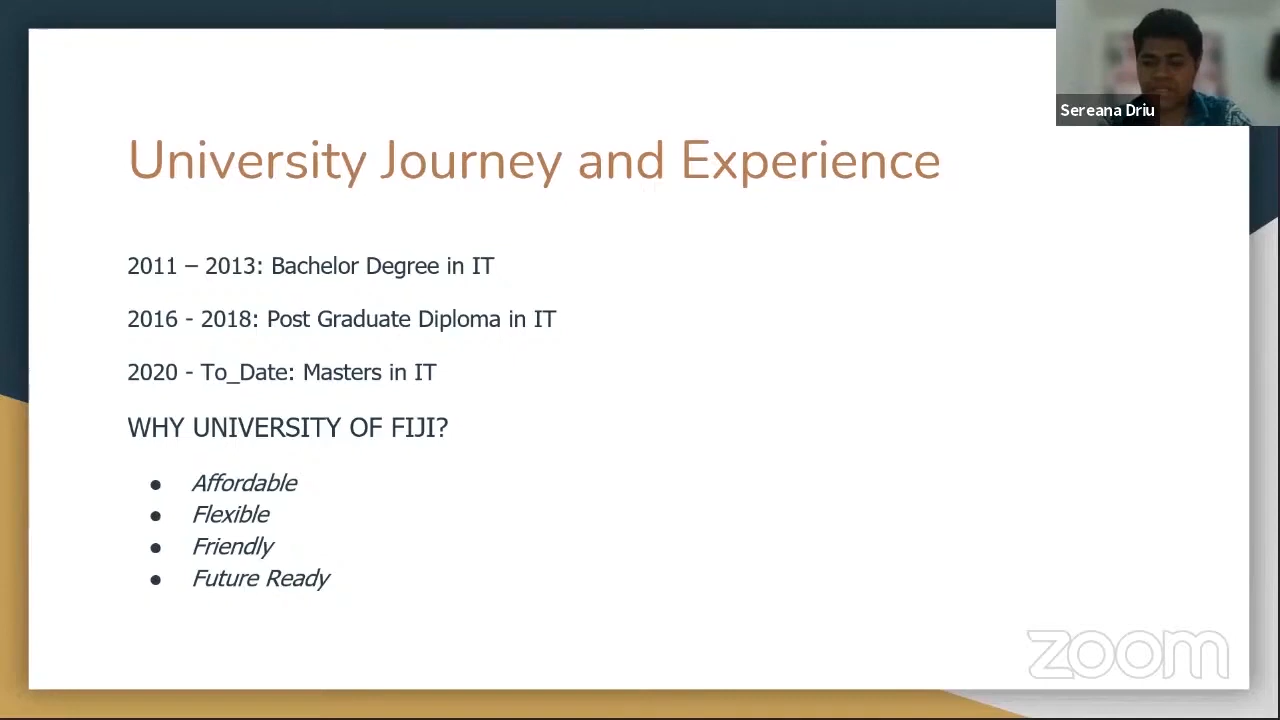 Sereana Driu
University Journey and Experience
2011 – 2013: Bachelor Degree in IT
2016 - 2018: Post Graduate Diploma in IT
2020 - To_Date: Masters in IT
WHY UNIVERSITY OF FIJI?
● Affordable
● Flexible
● Friendly
● Future Ready
zoom